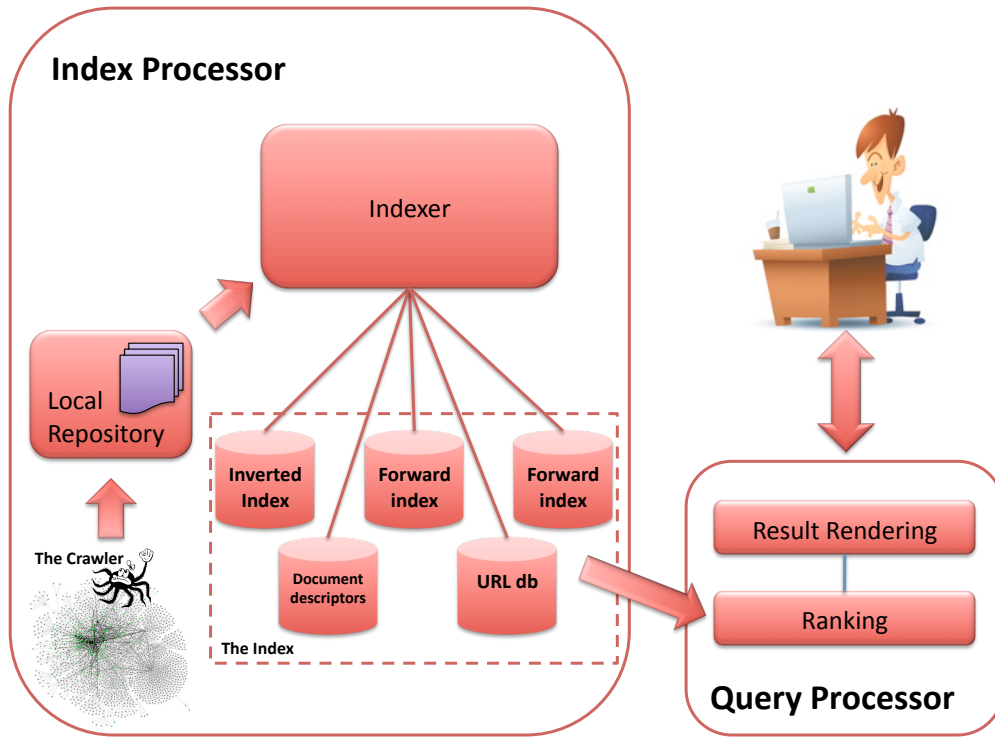 Index Processor
Indexer
Local
Repository
The Crawler
Inverted
Index
Forward
index
Forward
index
Document
descriptors
URL db
The Index
Result Rendering
Ranking
Query Processor